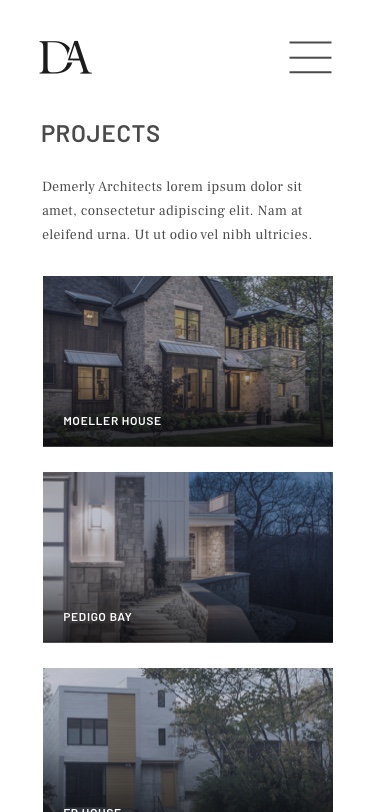 DA
PROJECTS
Demerly Architects lorem ipsum dolor sit
amet, consectetur adipiscing elit. Nam at
eleifend urna. Ut ut odio vel nibh ultricies.
MOELLER HOUSE
PEDIGO BAY
HOUSE